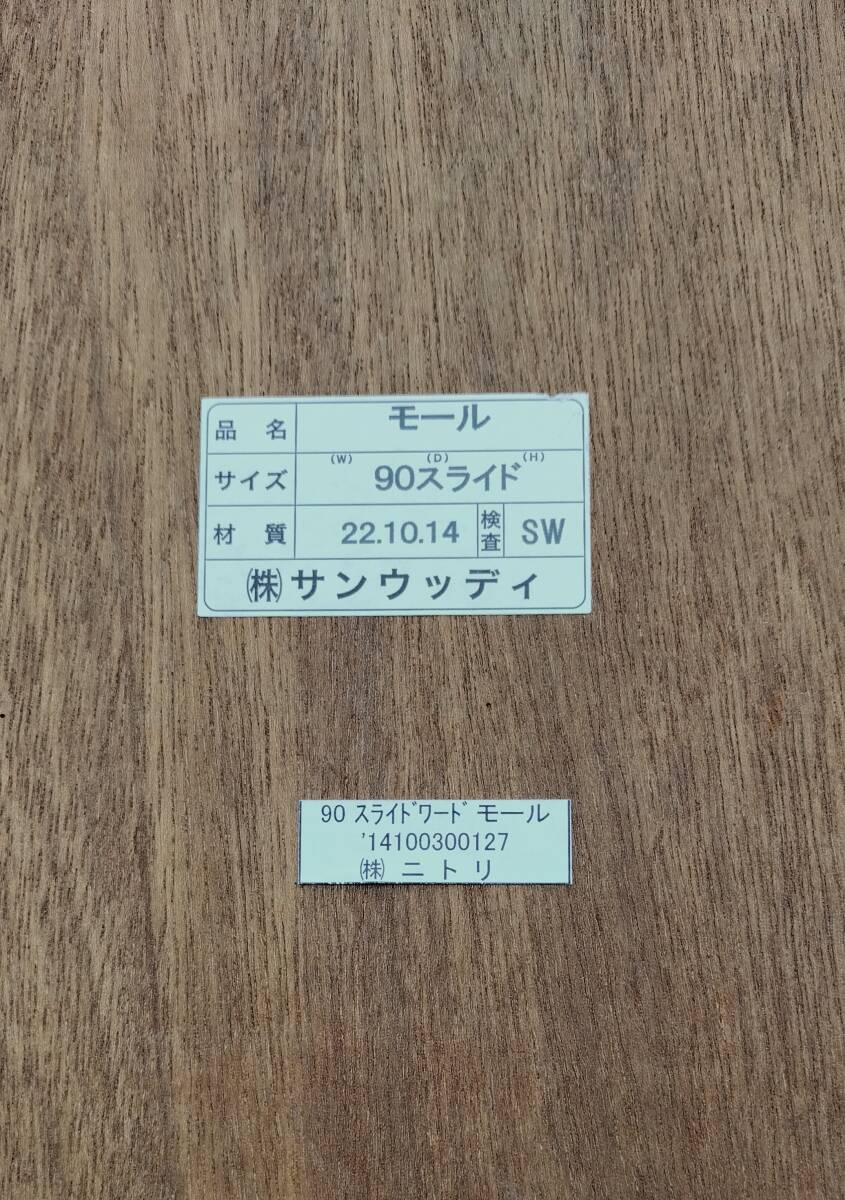 品名 モール
サイズ (W) (D) (H) 90スライド
材質 22.10.14 検査 SW
㈱サンウッディ
90 ｽﾗｲﾄﾞﾜｰﾄﾞ モール
'14100300127
㈱ ニトリ